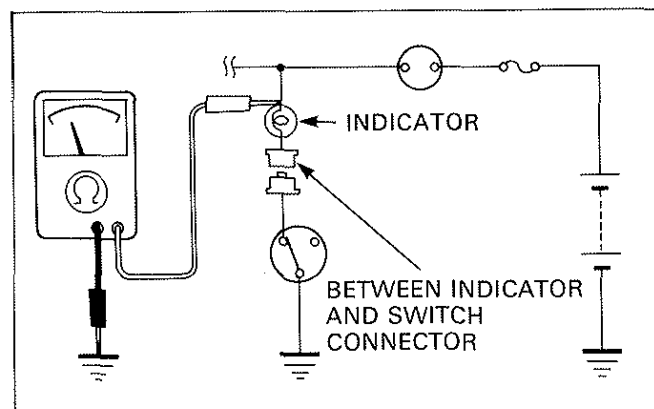 INDICATOR
BETWEEN INDICATOR
AND SWITCH
CONNECTOR
Ω